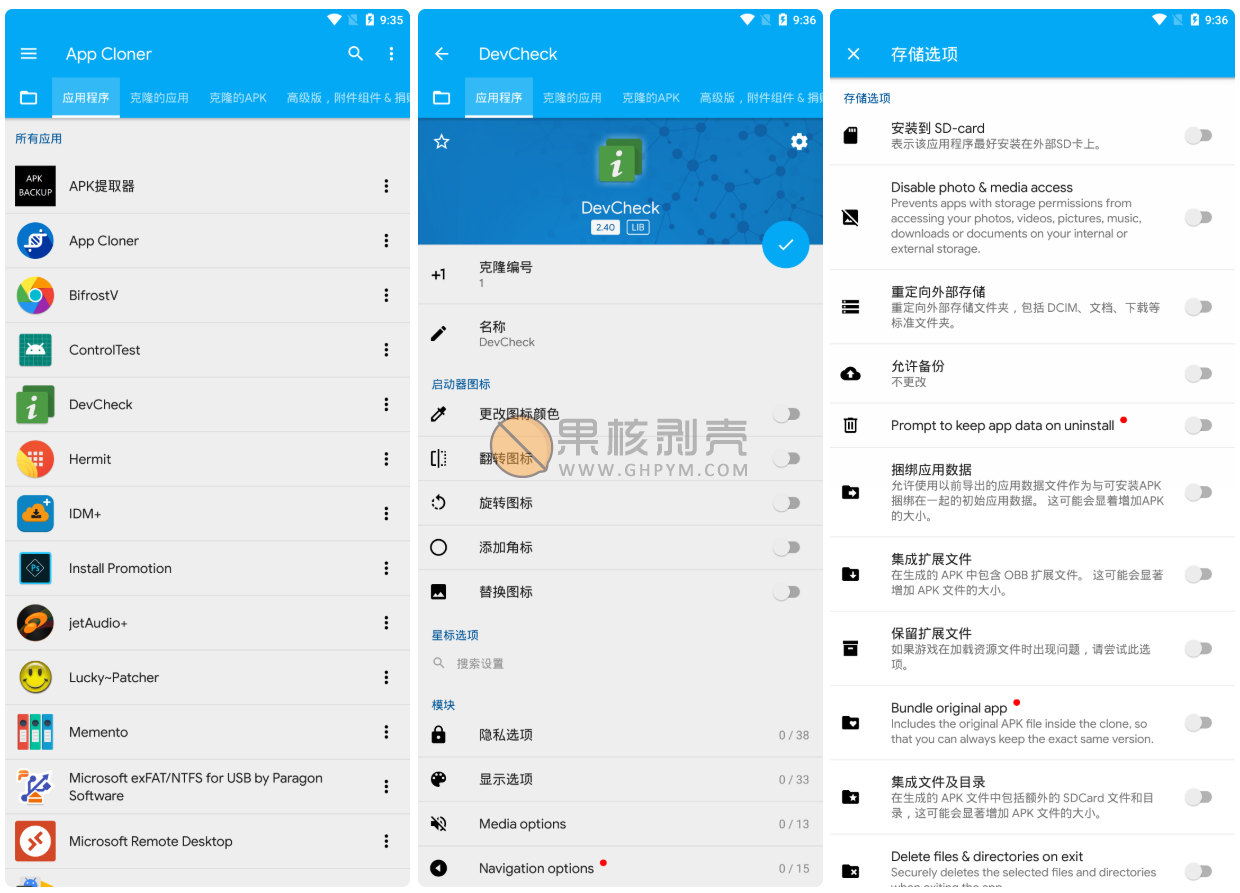 9:35
App Cloner
应用程序
克隆的应用
克隆的APK
高级版，附件组件 & 捐
所有应用
APK
BACKUP
APK提取器
App Cloner
BifrostV
ControlTest
DevCheck
Hermit
IDM+
Ps
Install Promotion
jetAudio+
Lucky~Patcher
Memento
Microsoft exFAT/NTFS for USB by Paragon
Software
Microsoft Remote Desktop
9:36
DevCheck
应用程序
克隆的应用
克隆的APK
高级版，附件组件 & 捐
DevCheck
2.40 LIB
+1
克隆编号
1
名称
DevCheck
启动器图标
更改图标颜色
翻转图标
旋转图标
添加角标
替换图标
星标选项
搜索设置
模块
隐私选项
0 / 38
显示选项
0 / 33
Media options
0 / 13
Navigation options
0 / 15
果核剥壳
WWW.GHPYM.COM
9:36
存储选项
存储选项
安装到 SD-card
表示该应用程序最好安装在外部SD卡上。
Disable photo & media access
Prevents apps with storage permissions from
accessing your photos, videos, pictures, music,
downloads or documents on your internal or
external storage.
重定向外部存储
重定向外部存储文件夹，包括 DCIM、文档、下载等
标准文件夹。
允许备份
不更改
Prompt to keep app data on uninstall
捆绑应用数据
允许使用以前导出的应用数据文件作为与可安装APK
捆绑在一起的初始应用数据。 这可能会显着增加APK
的大小。
集成扩展文件
在生成的 APK 中包含 OBB 扩展文件。 这可能会显著
增加 APK 文件的大小。
保留扩展文件
如果游戏在加载资源文件时出现问题，请尝试此选
项。
Bundle original app
Includes the original APK file inside the clone, so
that you can always keep the exact same version.
集成文件及目录
在生成的 APK 文件中包括额外的 SDCard 文件和目
录，这可能会显著增加 APK 文件的大小。
Delete files & directories on exit
Securely deletes the selected files and directories
when exiting the app.